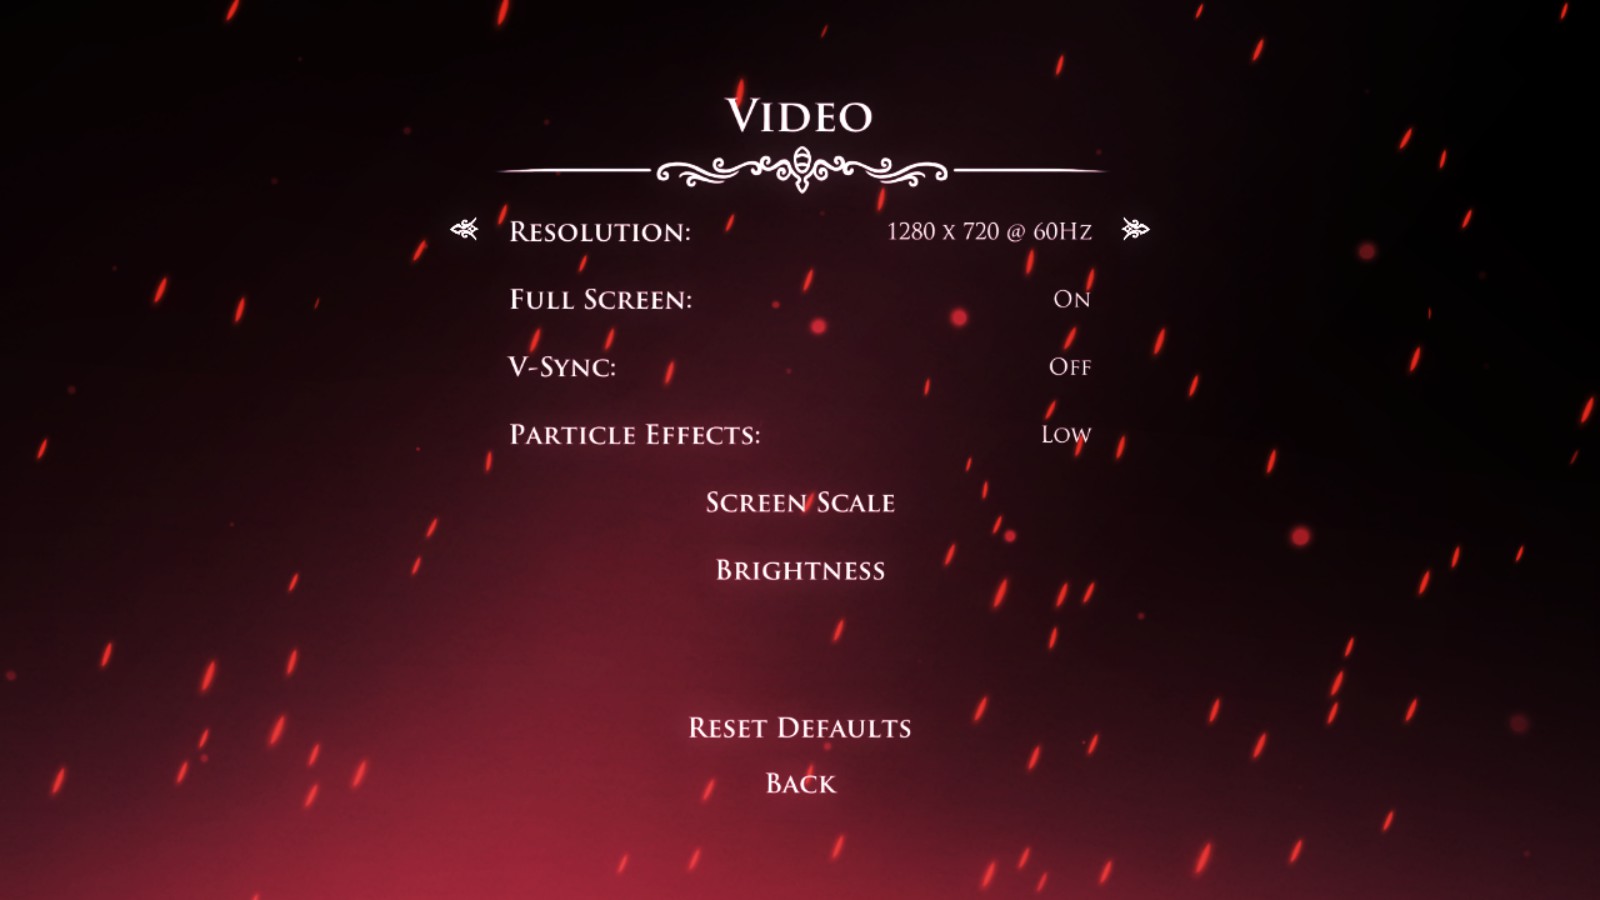 Video
Resolution: 1280 x 720 @ 60Hz
Full Screen: On
V-Sync: Off
Particle Effects: Low
Screen Scale
Brightness
Reset Defaults
Back